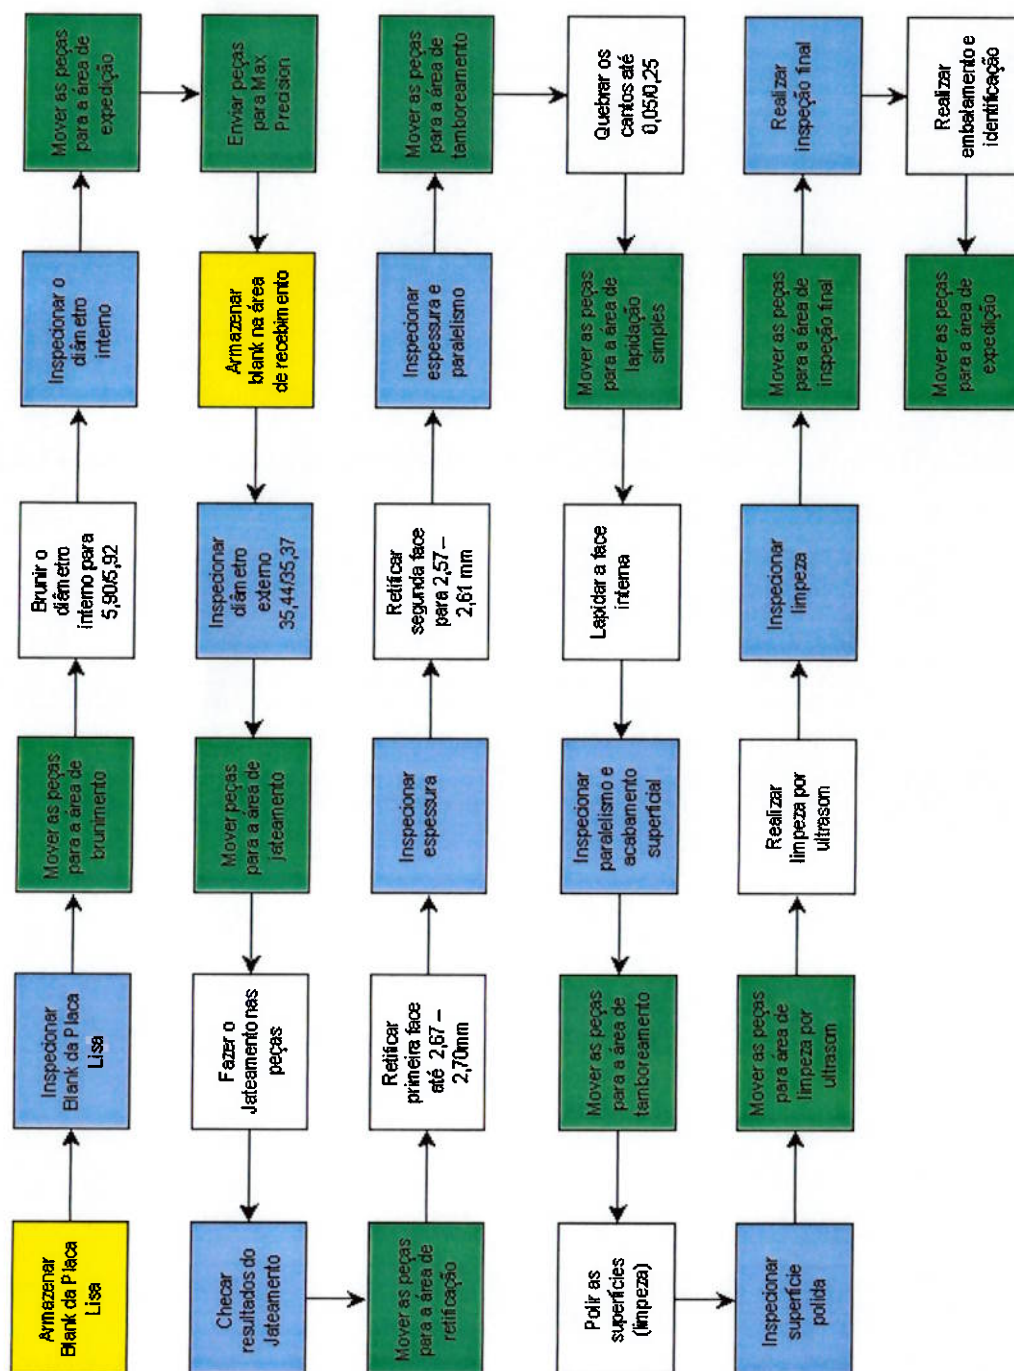 Armazenar
Blank da Placa
Lisa
Inspecionar
Blank da Placa
Lisa
Mover as peças
para a área de
brunimento
Brunir o
diâmetro
interno para
5,90/5,92
Inspecionar o
diâmetro
interno
Mover as peças
para a área de
expedição
Enviar peças
para Max
Precision
Armazenar
blank na área
de recebimento
Inspecionar
diâmetro
externo
35,44/35,37
Mover peças
para a área de
jateamento
Fazer o
Jateamento nas
peças
Checar
resultados do
Jateamento
Mover as peças
para a área de
retificação
Retificar
primeira face
até 2,67 –
2,70mm
Inspecionar
espessura
Retificar
segunda face
para 2,57 –
2,61 mm
Inspecionar
espessura e
paralelismo
Mover as peças
para a área de
tamboreamento
Quebrar os
cantos até
0,05/0,25
Mover as peças
para a área de
lapidação
simples
Lapidar a face
interna
Inspecionar
paralelismo e
acabamento
superficial
Mover as peças
para a área de
tamboreamento
Polir as
superfícies
(limpeza)
Inspecionar
superfície
polida
Mover as peças
para área de
limpeza por
ultrasom
Realizar
limpeza por
ultrasom
Inspecionar
limpeza
Mover as peças
para a área de
inspeção final
Realizar
inspeção final
Realizar
embalamento e
identificação
Mover as peças
para a área de
expedição